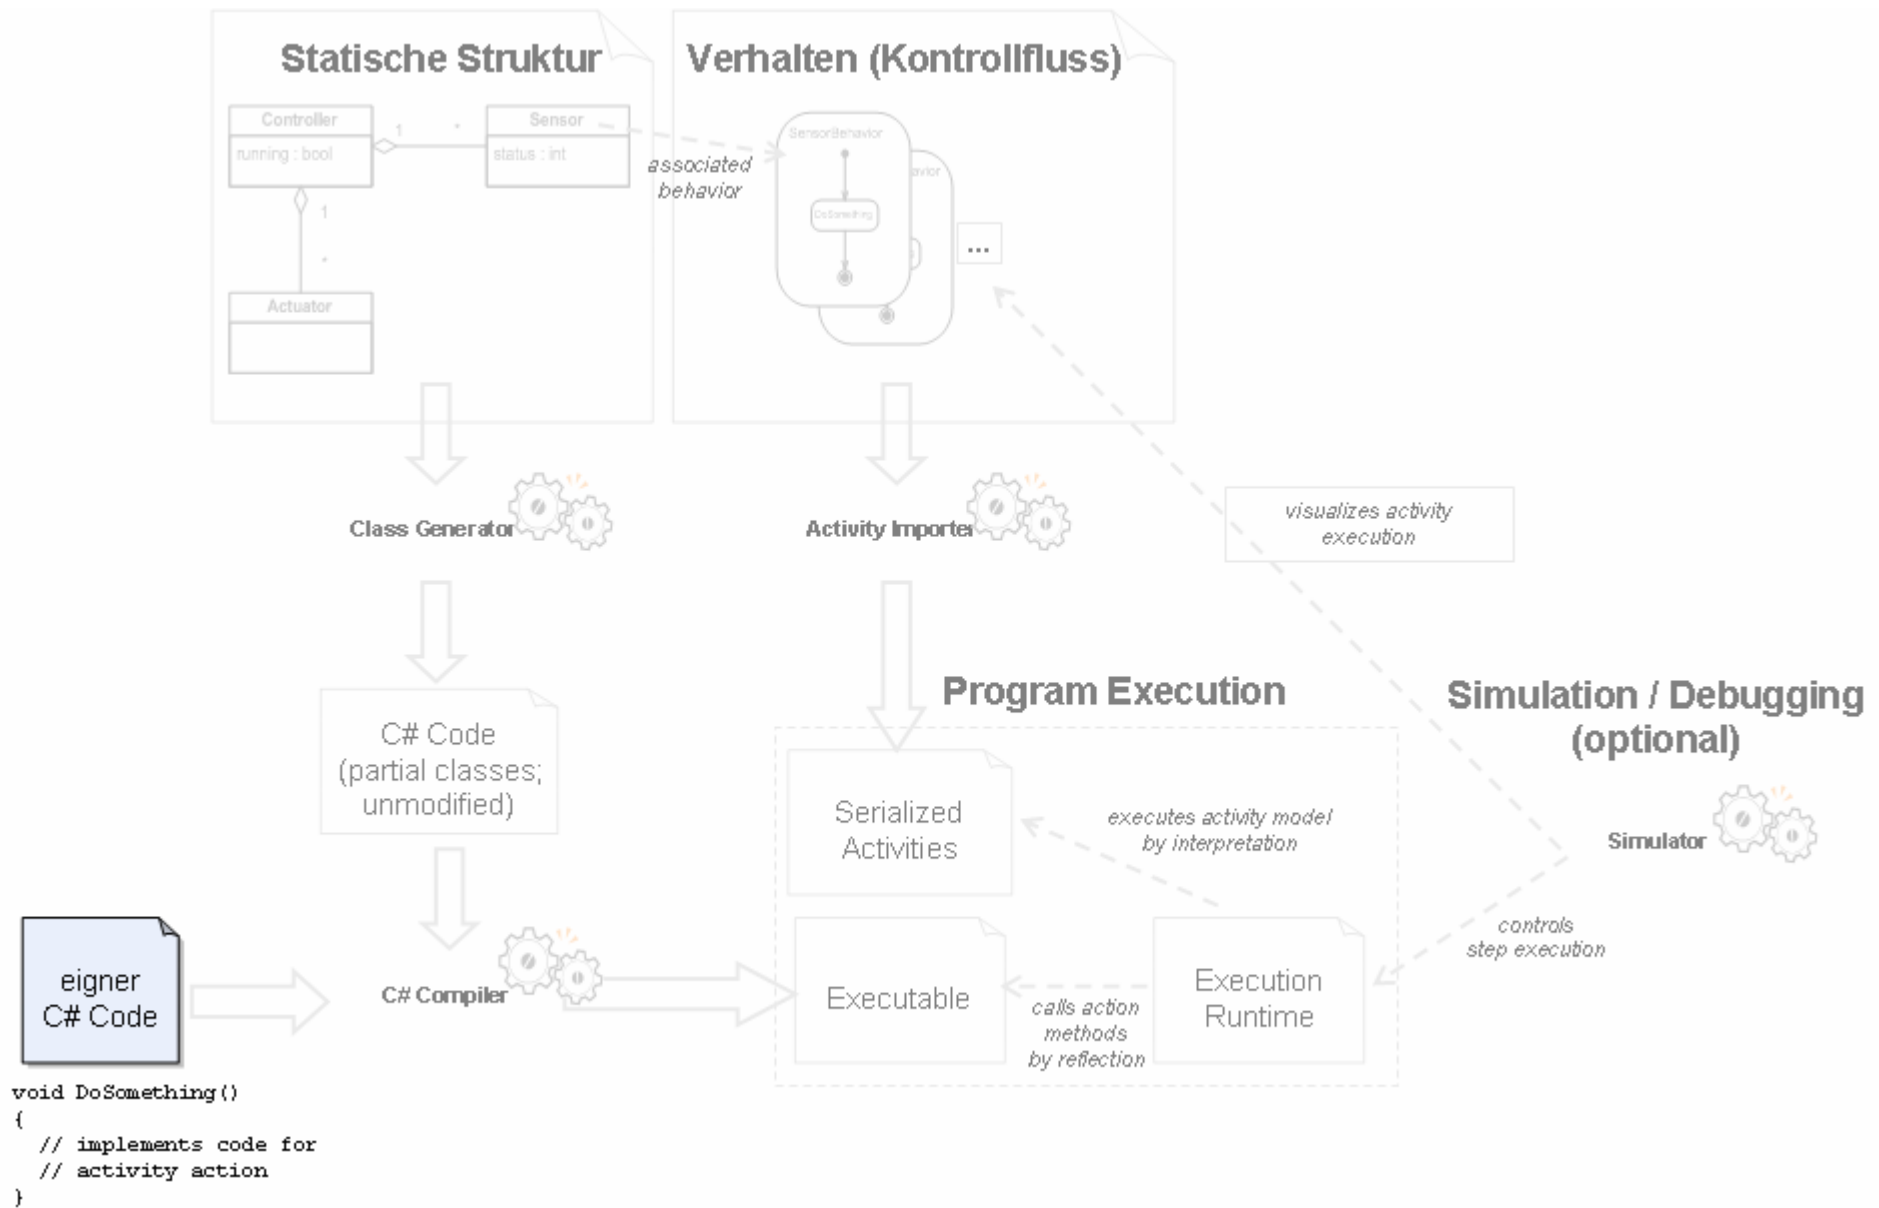 Statische Struktur
Verhalten (Kontrollfluss)
Controller
running : bool
1
*
Sensor
status : int
1
*
Actuator
associated
behavior
SensorBehavior
DoSomething
avior
...
Class Generator
Activity Importer
visualizes activity
execution
C# Code
(partial classes;
unmodified)
Program Execution
Simulation / Debugging
(optional)
Serialized
Activities
executes activity model
by interpretation
Simulator
controls
step execution
eigner
C# Code
C# Compiler
Executable
calls action
methods
by reflection
Execution
Runtime
void DoSomething()
{
// implements code for
// activity action
}